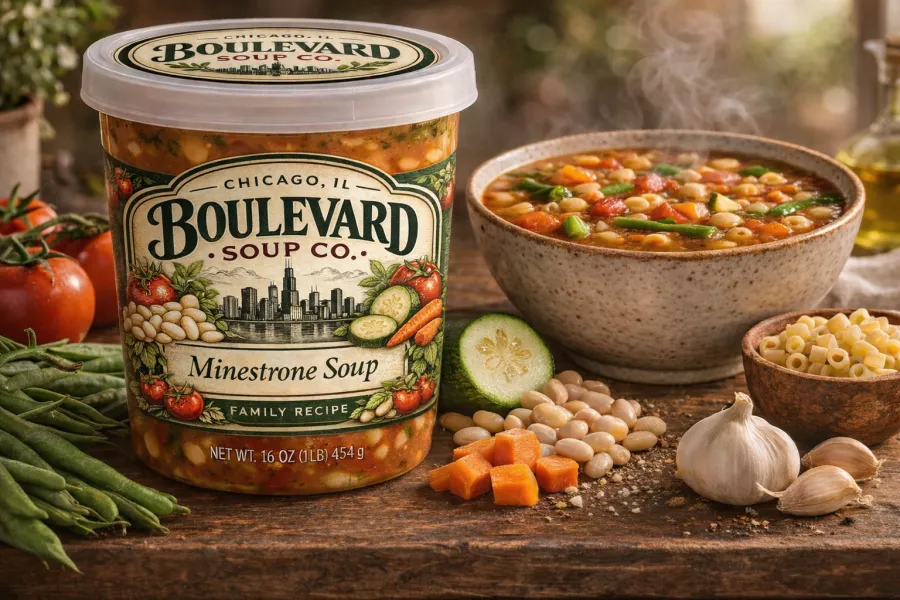 CHICAGO, IL
BOULEVARD
SOUP CO.
CHICAGO, IL
BOULEVARD
SOUP CO.
Minestrone Soup
FAMILY RECIPE
NET WT. 16 OZ (1LB) 454 g